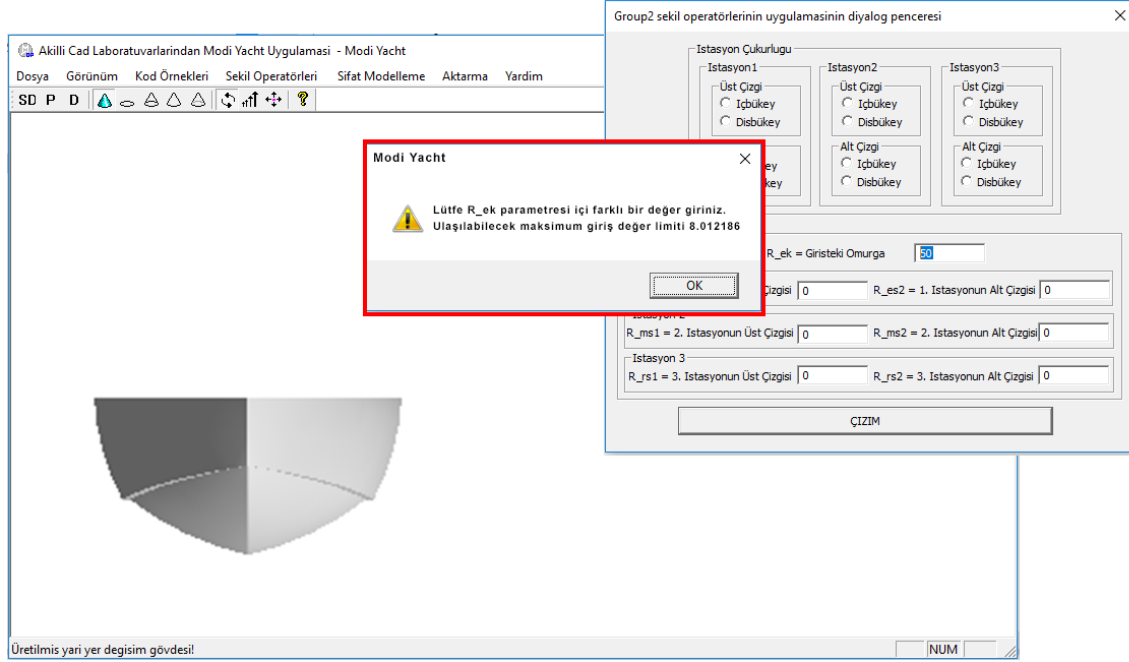 Group2 sekil operatörlerinin uygulamasinin diyalog penceresi
Akilli Cad Laboratuvarlarindan Modi Yacht Uygulamasi - Modi Yacht
Dosya Görünüm Kod Örnekleri Sekil Operatörleri Sifat Modelleme Aktarma Yardim
SD P D
Istasyon Çukurlugu
Istasyon1 Istasyon2 Istasyon3
Üst Çizgi Üst Çizgi Üst Çizgi
Içbükey Içbükey Içbükey
Disbükey Disbükey Disbükey
Alt Çizgi Alt Çizgi
ey Içbükey Içbükey
key Disbükey Disbükey
Modi Yacht
Lütfe R_ek parametresi içi farklı bir değer giriniz.
Ulaşılabilecek maksimum giriş değer limiti 8.012186
OK
R_ek = Giristeki Omurga 50
Çizgisi 0 R_es2 = 1. Istasyonun Alt Çizgisi 0
Istasyon 2
R_ms1 = 2. Istasyonun Üst Çizgisi 0 R_ms2 = 2. Istasyonun Alt Çizgisi 0
Istasyon 3
R_rs1 = 3. Istasyonun Üst Çizgisi 0 R_rs2 = 3. Istasyonun Alt Çizgisi 0
ÇIZIM
Üretilmis yari yer degisim gövdesi!
NUM